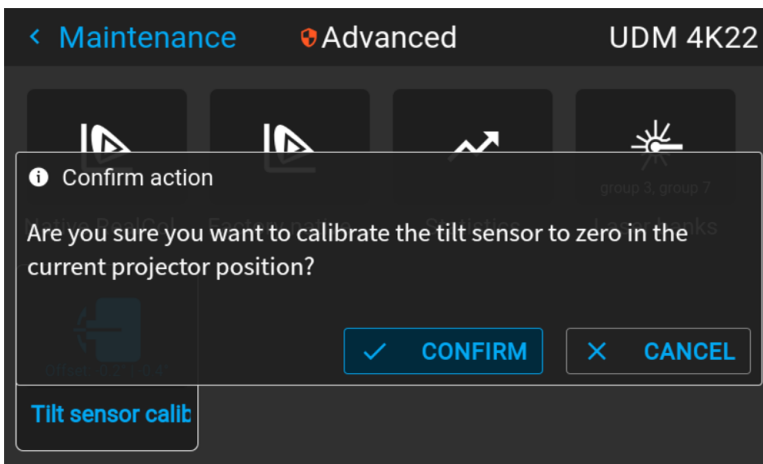 Maintenance
Advanced
UDM 4K22
group 3, group 7
Statistics
Confirm action
Are you sure you want to calibrate the tilt sensor to zero in the
current projector position?
CONFIRM
CANCEL
Tilt sensor calib